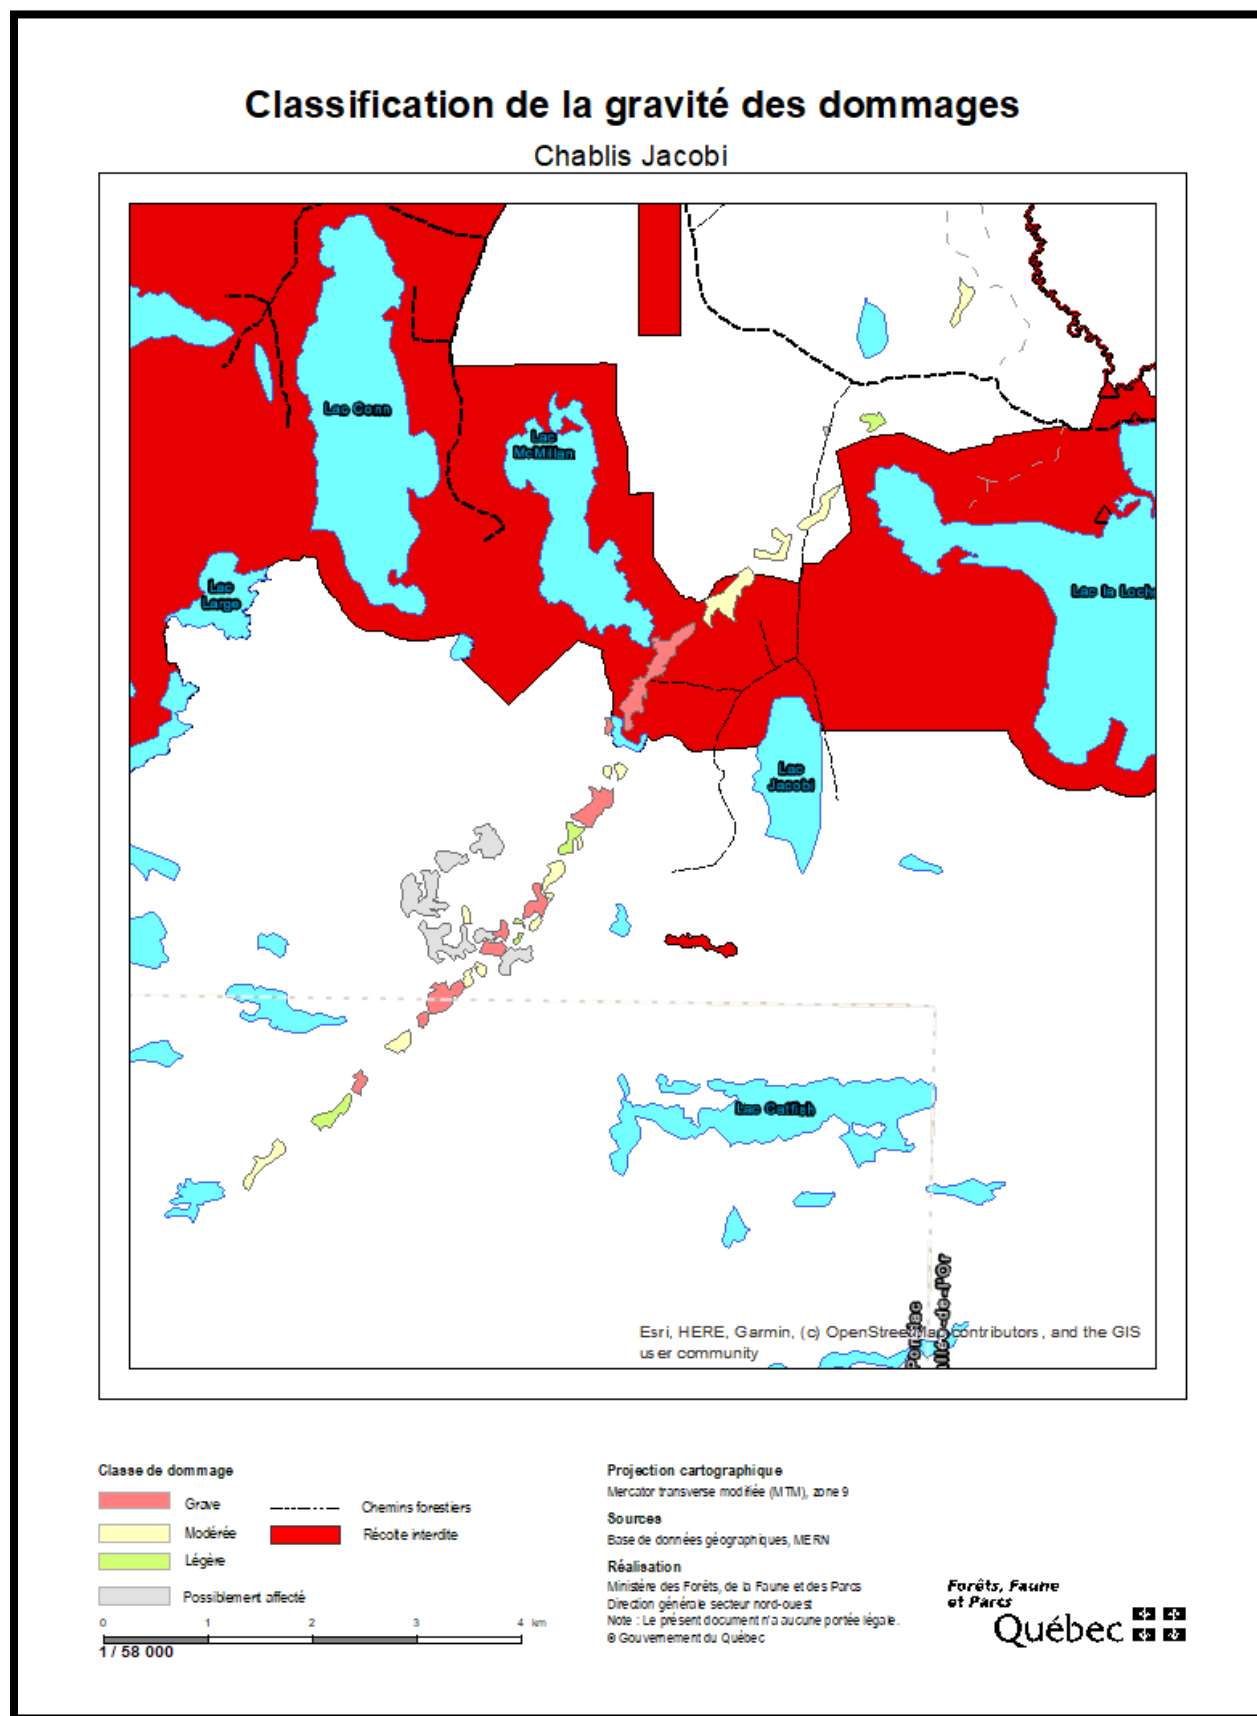 Classification de la gravité des dommages
Chablis Jacobi
Lac Conn
Lac
McMillan
Lac
Large
Lac la Loche
Lac
Jacobi
Lac Catfish
Esri, HERE, Garmin, (c) OpenStreetMap contributors, and the GIS
user community
Classe de dommage
Grave
Modérée
Légère
Possiblement affecté
Chemins forestiers
Récolte interdite
0 1 2 3 4 km
1 / 58 000
Projection cartographique
Mercator transverse modifiée (MTM), zone 9
Sources
Base de données géographiques, MERN
Réalisation
Ministère des Forêts, de la Faune et des Parcs
Direction générale secteur nord-ouest
Note : Le présent document n'a aucune portée légale.
© Gouvernement du Québec
Forêts, Faune
et Parcs
Québec